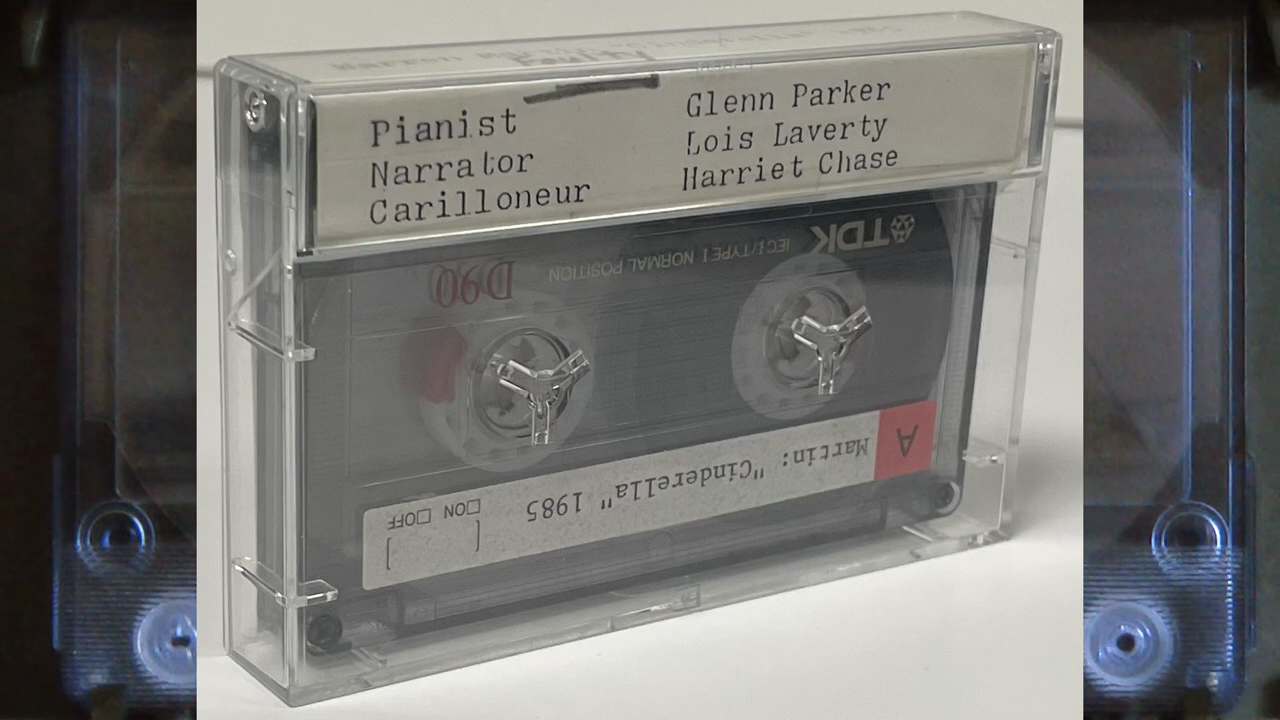 Pianist Glenn Parker
Narrator Lois Laverty
Carilloneur Harriet Chase
TDK
IEC I/TYPE I NORMAL POSITION
D90
A
Martin: "Cinderella" 1985
□ON □OFF